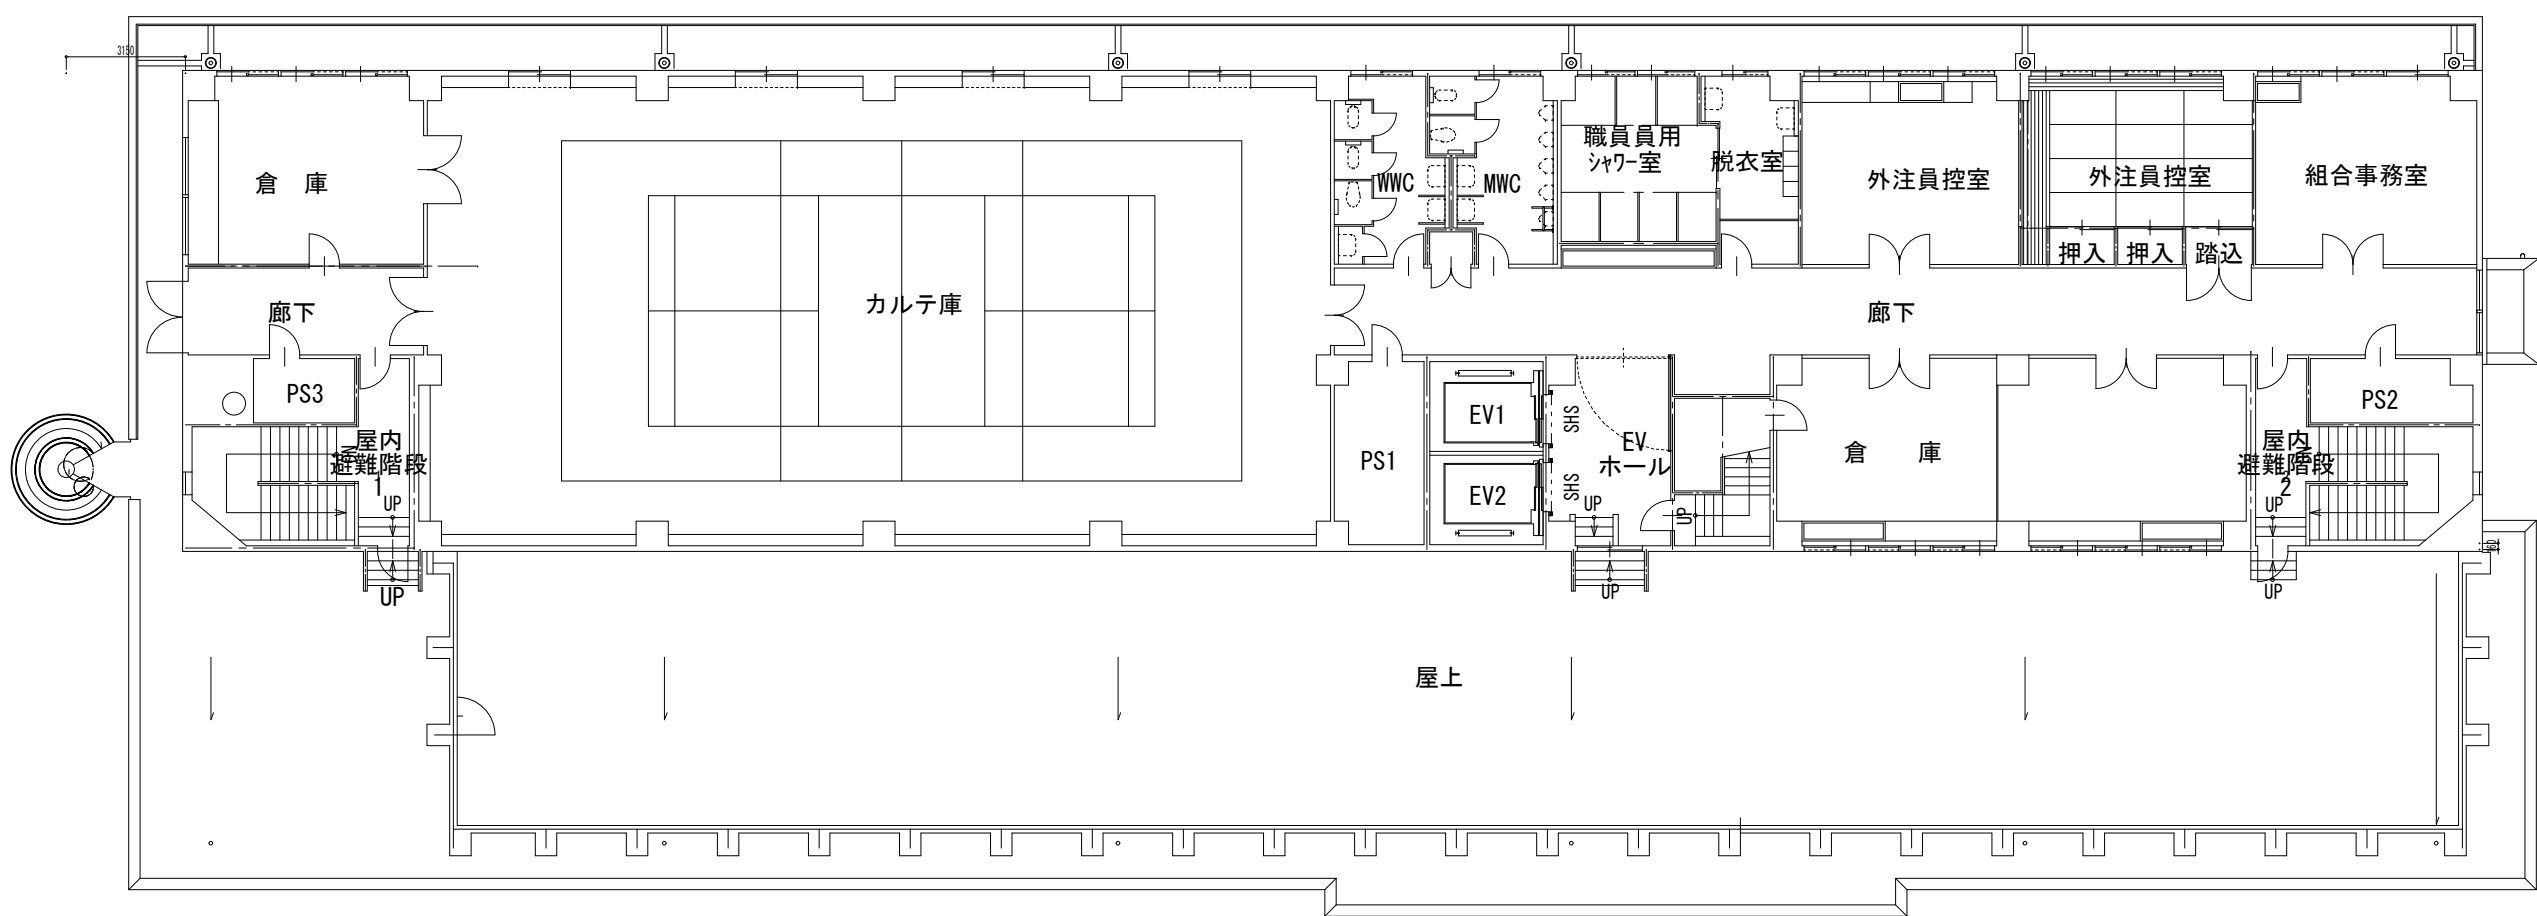 3150
倉 庫
職員員用
ｼｬﾜｰ室
脱衣室
WWC
MWC
外注員控室
外注員控室
組合事務室
押入
押入
踏込
廊下
カルテ庫
廊下
PS3
屋内
避難階段
1
UP
UP
PS1
EV1
EV2
SHS
SHS
EV
ホール
UP
UP
UP
倉 庫
屋内
避難階段
2
UP
UP
PS2
屋上